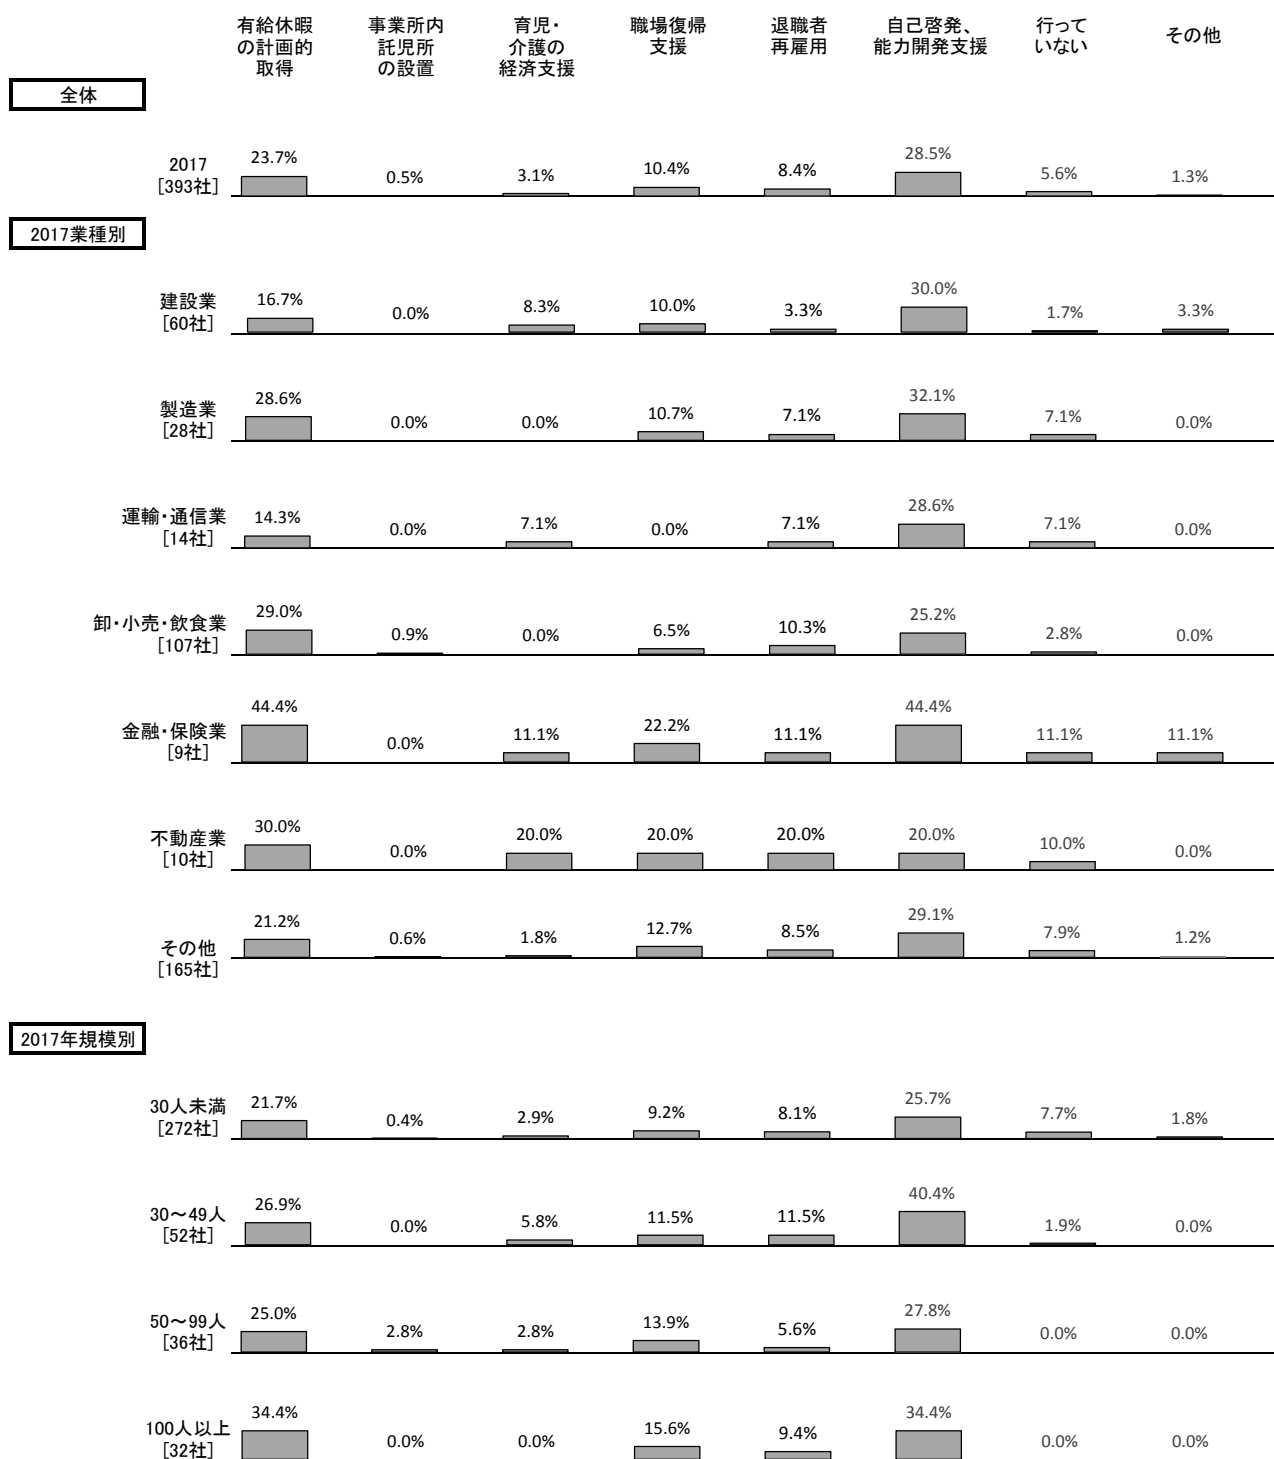 有給休暇
の計画的
取得
事業所内
託児所
の設置
育児・
介護の
経済支援
職場復帰
支援
退職者
再雇用
自己啓発、
能力開発支援
行って
いない
その他
全体
2017
[393社]
23.7%
0.5%
3.1%
10.4%
8.4%
28.5%
5.6%
1.3%
2017業種別
建設業
[60社]
16.7%
0.0%
8.3%
10.0%
3.3%
30.0%
1.7%
3.3%
製造業
[28社]
28.6%
0.0%
0.0%
10.7%
7.1%
32.1%
7.1%
0.0%
運輸・通信業
[14社]
14.3%
0.0%
7.1%
0.0%
7.1%
28.6%
7.1%
0.0%
卸・小売・飲食業
[107社]
29.0%
0.9%
0.0%
6.5%
10.3%
25.2%
2.8%
0.0%
金融・保険業
[9社]
44.4%
0.0%
11.1%
22.2%
11.1%
44.4%
11.1%
11.1%
不動産業
[10社]
30.0%
0.0%
20.0%
20.0%
20.0%
20.0%
10.0%
0.0%
その他
[165社]
21.2%
0.6%
1.8%
12.7%
8.5%
29.1%
7.9%
1.2%
2017年規模別
30人未満
[272社]
21.7%
0.4%
2.9%
9.2%
8.1%
25.7%
7.7%
1.8%
30～49人
[52社]
26.9%
0.0%
5.8%
11.5%
11.5%
40.4%
1.9%
0.0%
50～99人
[36社]
25.0%
2.8%
2.8%
13.9%
5.6%
27.8%
0.0%
0.0%
100人以上
[32社]
34.4%
0.0%
0.0%
15.6%
9.4%
34.4%
0.0%
0.0%